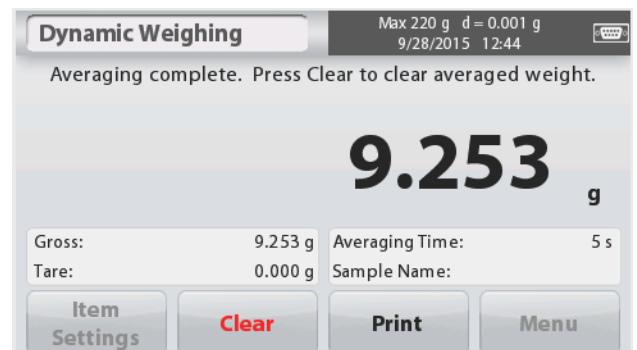 Dynamic Weighing
Max 220 g d = 0.001 g
9/28/2015 12:44
Averaging complete. Press Clear to clear averaged weight.
9.253 g
Gross: 9.253 g
Averaging Time: 5 s
Tare: 0.000 g
Sample Name:
Item
Settings
Clear
Print
Menu